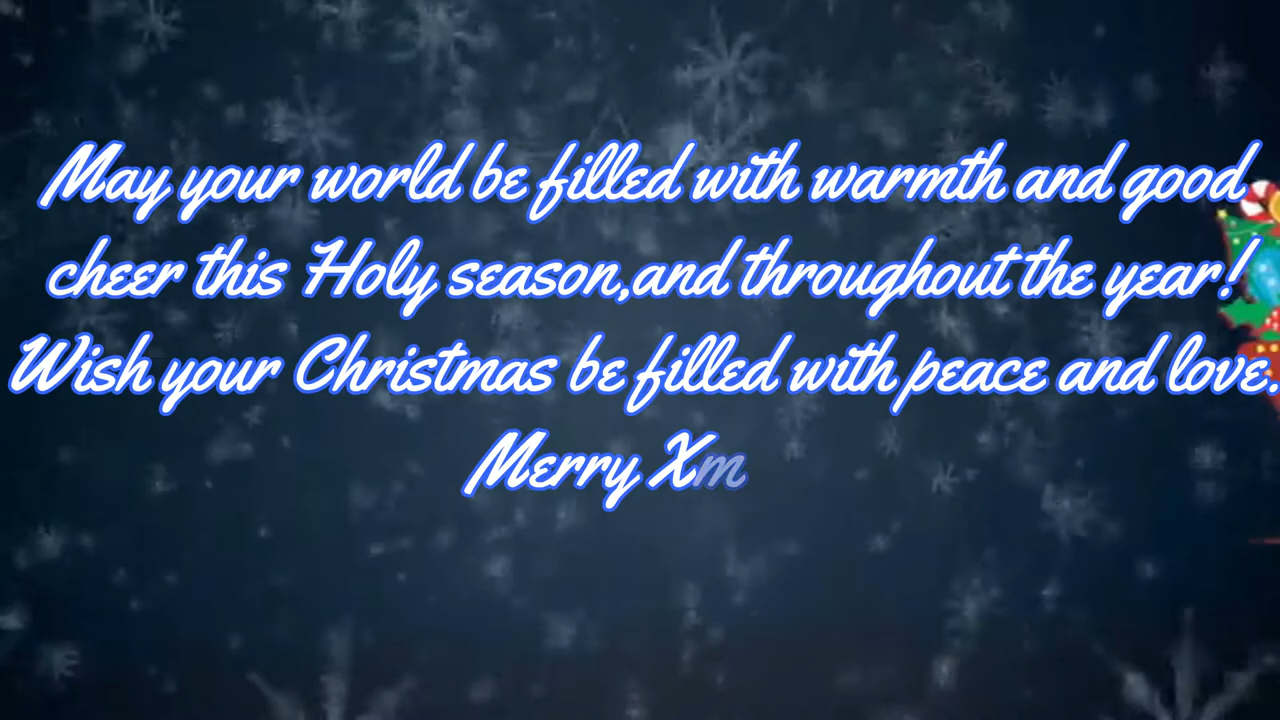 May your world be filled with warmth and good
cheer this Holy season,and throughout the year!
Wish your Christmas be filled with peace and love.
Merry Xm